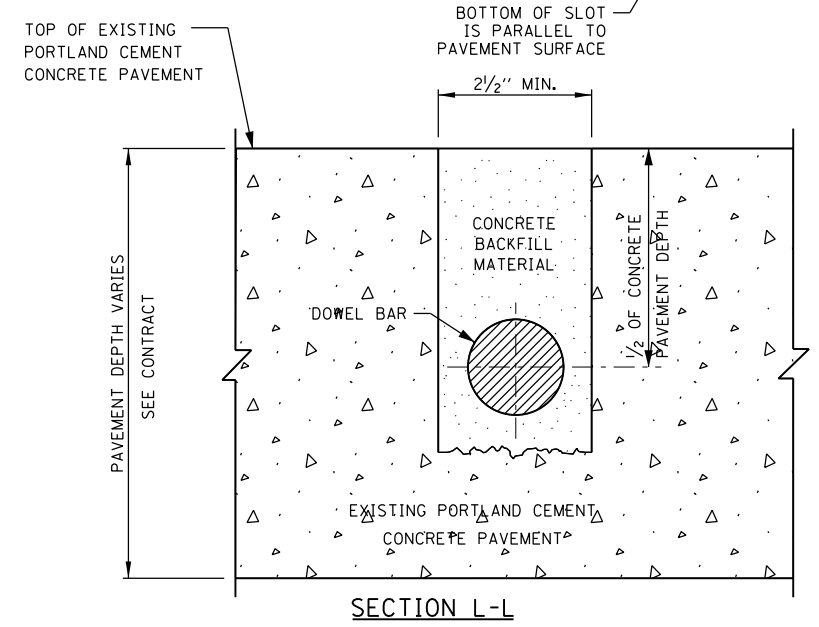 BOTTOM OF SLOT
IS PARALLEL TO
PAVEMENT SURFACE
TOP OF EXISTING
PORTLAND CEMENT
CONCRETE PAVEMENT
2½" MIN.
CONCRETE
BACKFILL
MATERIAL
½ OF CONCRETE
PAVEMENT DEPTH
DOWEL BAR
PAVEMENT DEPTH VARIES
SEE CONTRACT
EXISTING PORTLAND CEMENT
CONCRETE PAVEMENT
SECTION L-L